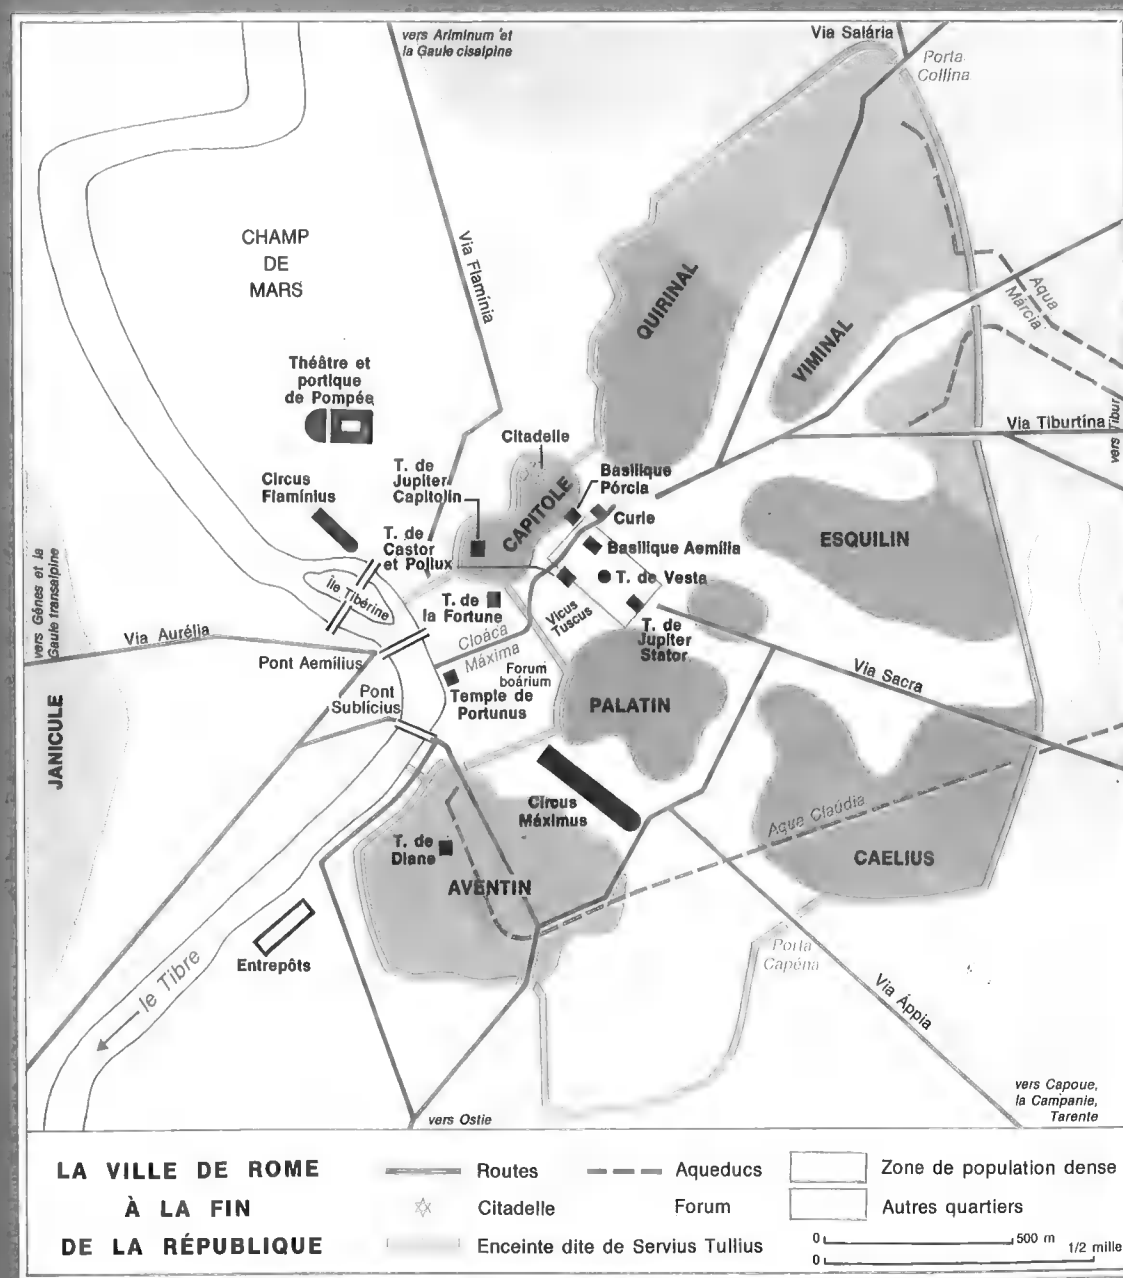 vers Ariminum et
la Gaule cisalpine
Via Salária
Porta
Collina
CHAMP
DE
MARS
Via Flamínia
QUIRINAL
VIMINAL
Aqua
Márcia
Théâtre et
portique
de Pompée
Citadelle
Via Tiburtína
vers Tibur
T. de
Jupiter
Capitolin
CAPITOLE
Basilique
Pórcia
Circus
Flamínius
Curie
T. de
Castor
et Pollux
Basilique Aemília
ESQUILIN
Île Tibérine
T. de Vesta
vers Gênes et la
Gaule transalpine
T. de
la Fortune
Vicus
Tuscus
Via Aurélia
Cloáca
Máxima
T. de
Jupiter
Stator
Pont Aemílius
Forum
boárium
Via Sacra
JANICULE
Pont
Sublícius
Temple de
Portunus
PALATIN
Circus
Máximus
Aqua Claúdia
T. de
Diane
AVENTIN
CAELIUS
Entrepôts
Porta
Capéna
le Tibre
Via Áppia
vers Capoue,
la Campanie,
Tarente
vers Ostie
LA VILLE DE ROME
À LA FIN
DE LA RÉPUBLIQUE
Routes
Aqueducs
Zone de population dense
Citadelle
Forum
Autres quartiers
Enceinte dite de Servius Tullius
0 500 m
0 1/2 mille